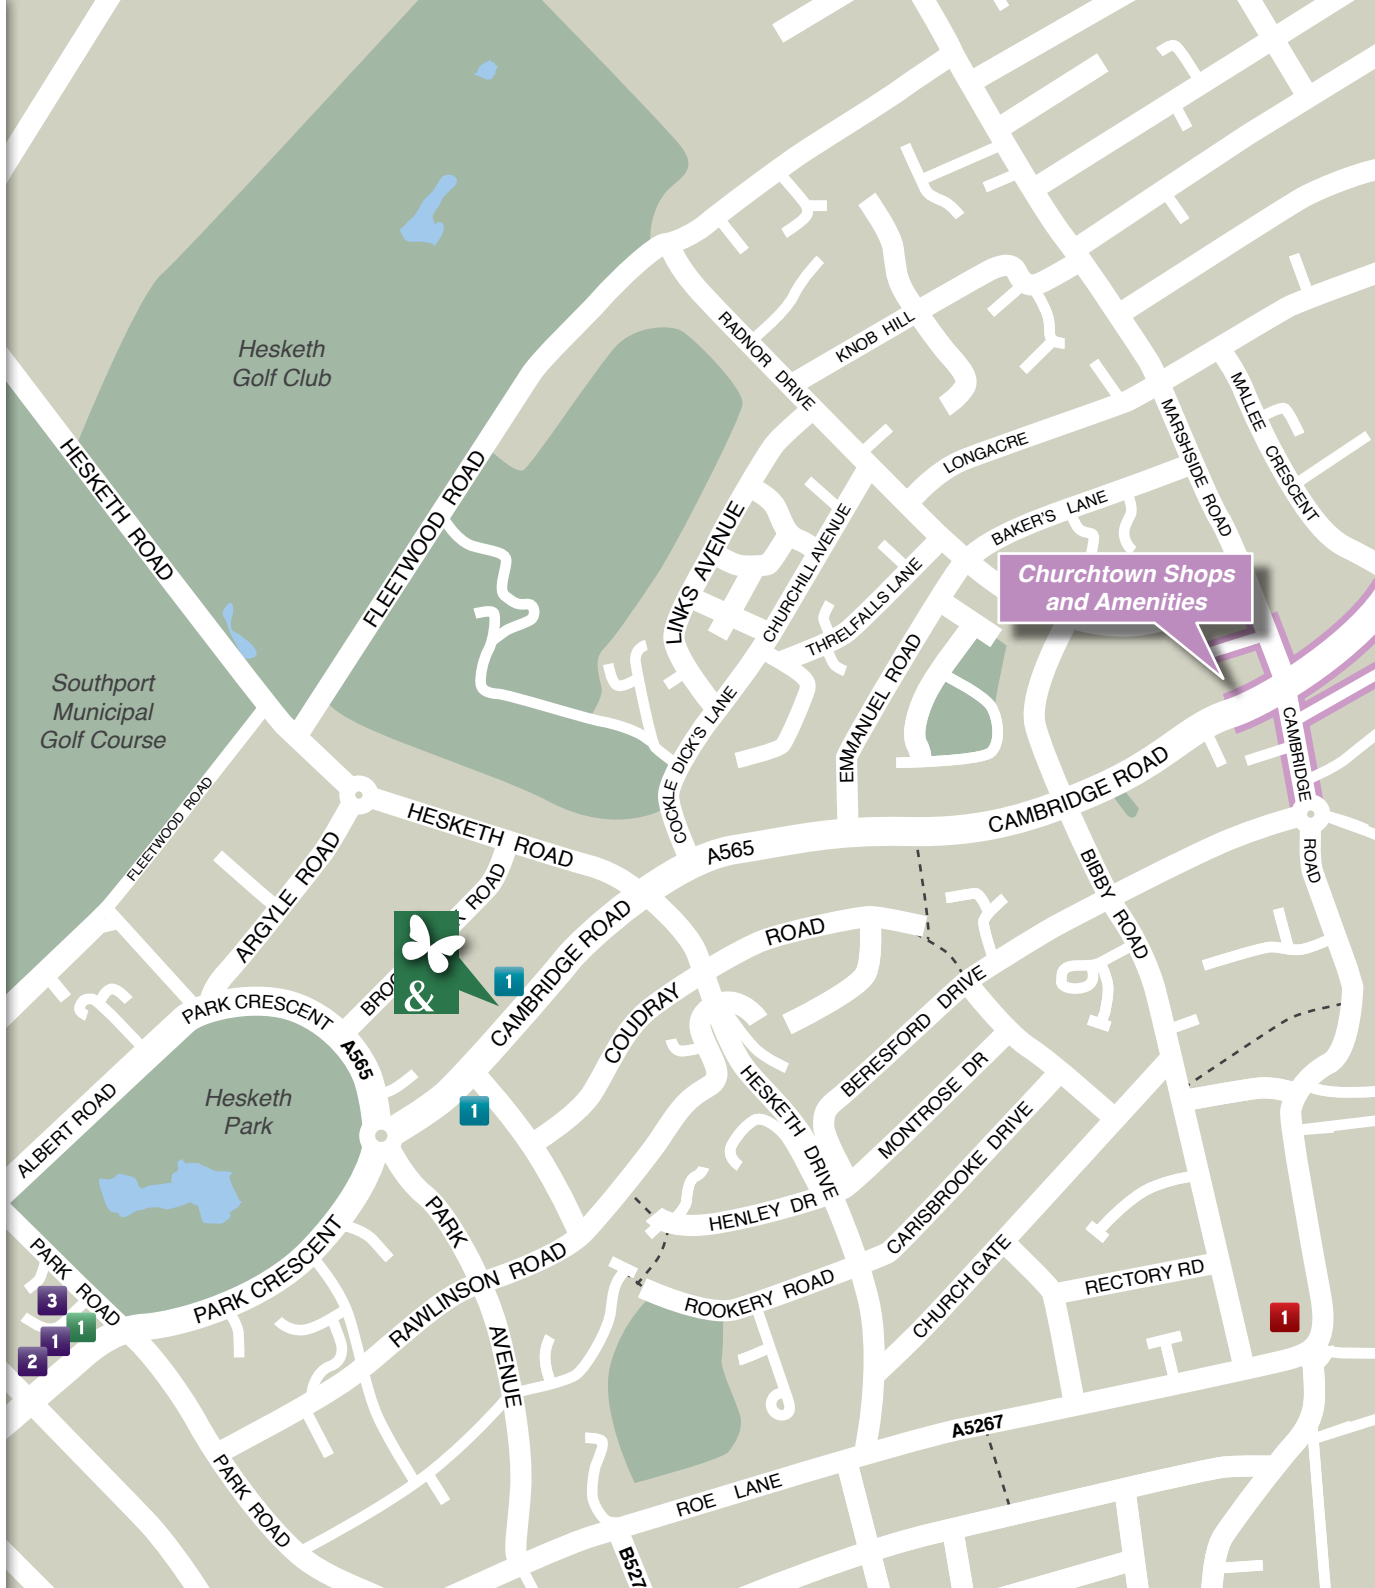 Hesketh
Golf Club
RADNOR DRIVE
KNOB HILL
MALLEE CRESCENT
MARSHSIDE ROAD
LONGACRE
BAKER'S LANE
HESKETH ROAD
FLEETWOOD ROAD
LINKS AVENUE
CHURCHILL AVENUE
THRELFALLS LANE
Churchtown Shops
and Amenities
EMMANUEL ROAD
COCKLE DICK'S LANE
Southport
Municipal
Golf Course
FLEETWOOD ROAD
CAMBRIDGE ROAD
CAMBRIDGE
ROAD
HESKETH ROAD
A565
ARGYLE ROAD
ROAD
BIBBY ROAD
CAMBRIDGE ROAD
COUDRAY ROAD
&
1
PARK CRESCENT
A565
BERESFORD DRIVE
MONTROSE DR
CARISBROOKE DRIVE
HESKETH DRIVE
Hesketh
Park
1
ALBERT ROAD
HENLEY DR
PARK AVENUE
PARK CRESCENT
PARK ROAD
RAWLINSON ROAD
ROOKERY ROAD
CHURCH GATE
RECTORY RD
3
1
1
2
1
A5267
ROE LANE
PARK ROAD